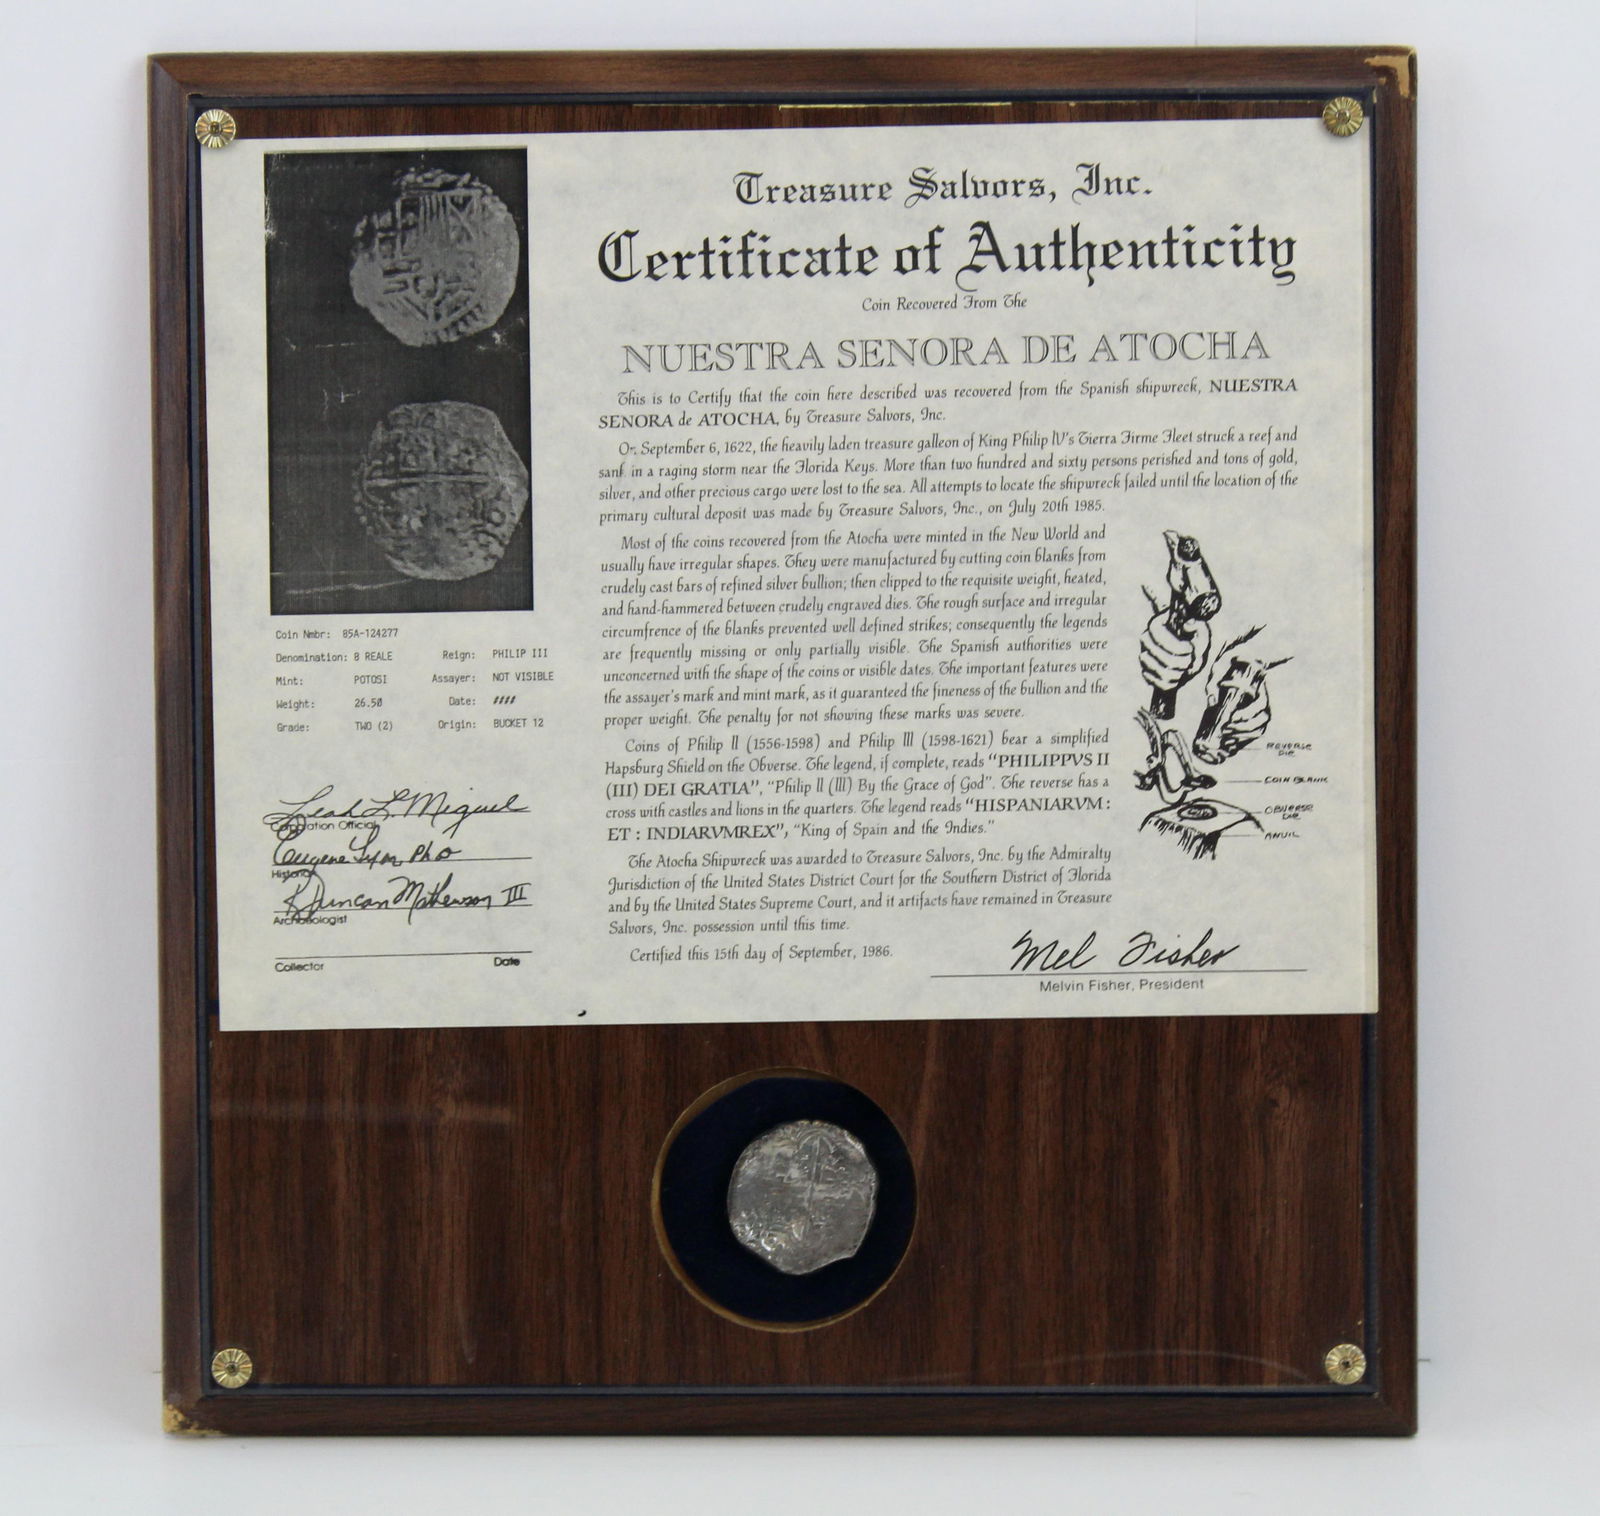 Treasure Salvors, Inc.
Certificate of Authenticity
Coin Recovered From The
NUESTRA SENORA DE ATOCHA
This is to Certify that the coin here described was recovered from the Spanish shipwreck, NUESTRA
SENORA de ATOCHA, by Treasure Salvors, Inc.
On September 6, 1622, the heavily laden treasure galleon of King Philip IV's Tierra Firme Fleet struck a reef and
sank in a raging storm near the Florida Keys. More than two hundred and sixty persons perished and tons of gold,
silver, and other precious cargo were lost to the sea. All attempts to locate the shipwreck failed until the location of the
primary cultural deposit was made by Treasure Salvors, Inc., on July 20th 1985.
Most of the coins recovered from the Atocha were minted in the New World and
usually have irregular shapes. They were manufactured by cutting coin blanks from
crudely cast bars of refined silver bullion; then clipped to the requisite weight, heated,
and hand-hammered between crudely engraved dies. The rough surface and irregular
circumfrence of the blanks prevented well defined strikes; consequently the legends
are frequently missing or only partially visible. The Spanish authorities were
unconcerned with the shape of the coins or visible dates. The important features were
the assayer's mark and mint mark, as it guaranteed the fineness of the bullion and the
proper weight. The penalty for not showing these marks was severe.
Coins of Philip II (1556-1598) and Philip III (1598-1621) bear a simplified
Hapsburg Shield on the Obverse. The legend, if complete, reads "PHILIPPVS II
(III) DEI GRATIA", "Philip II (III) By the Grace of God". The reverse has a
cross with castles and lions in the quarters. The legend reads "HISPANIARVM :
ET : INDIARVMREX", "King of Spain and the Indies."
The Atocha Shipwreck was awarded to Treasure Salvors, Inc. by the Admiralty
Jurisdiction of the United States District Court for the Southern District of Florida
and by the United States Supreme Court, and it artifacts have remained in Treasure
Salvors, Inc. possession until this time.
Certified this 15th day of September, 1986.
Mel Fisher
Melvin Fisher, President
REVERSE
DIE
COIN BLANK
OBVERSE
DIE
ANVIL
Coin Nmbr: 85A-124277
Denomination: 8 REALE Reign: PHILIP III
Mint: POTOSI Assayer: NOT VISIBLE
Weight: 26.50 Date: ####
Grade: TWO (2) Origin: BUCKET 12
Leah L. Miguel
Corporation Official
Eugene Lyon PhD
Historian
R Duncan Mathewson III
Archaeologist
Collector Date